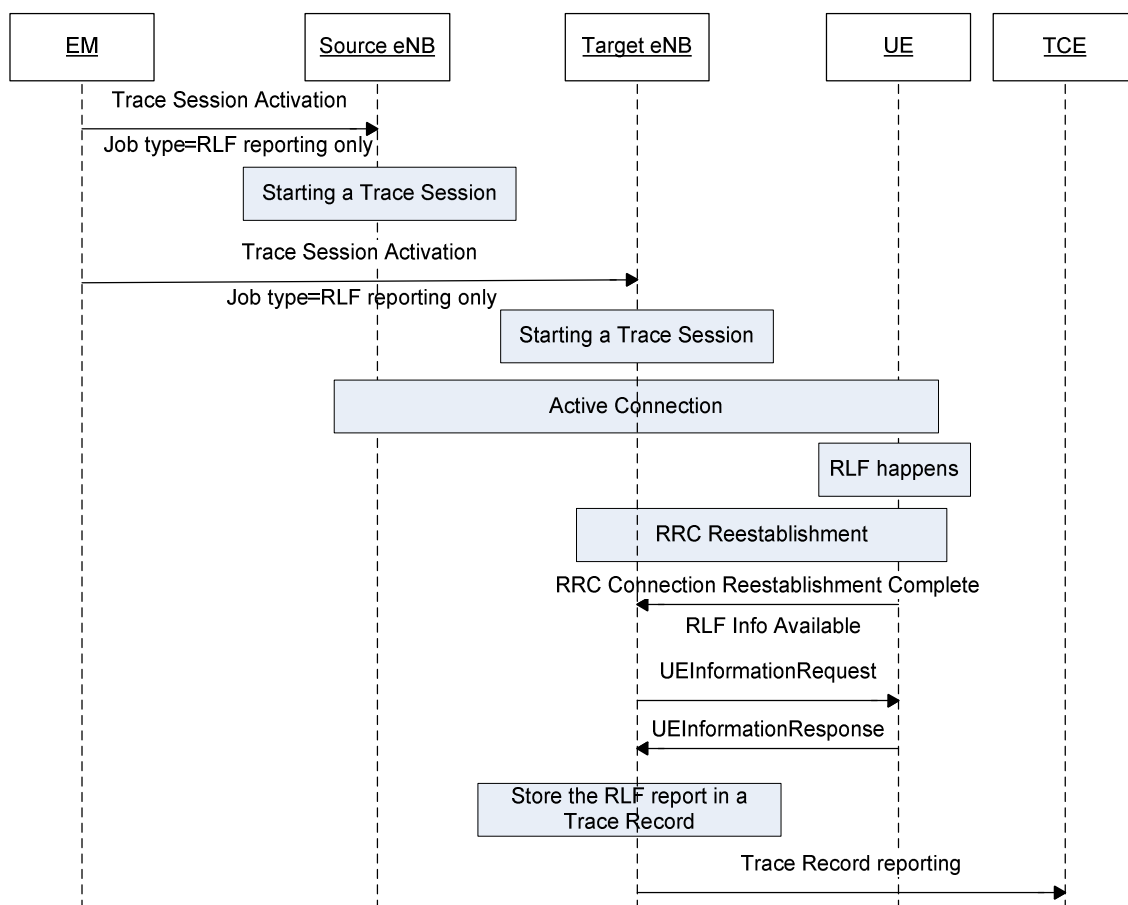 EM
Source eNB
Target eNB
UE
TCE
Trace Session Activation
Job type=RLF reporting only
Starting a Trace Session
Trace Session Activation
Job type=RLF reporting only
Starting a Trace Session
Active Connection
RLF happens
RRC Reestablishment
RRC Connection Reestablishment Complete
RLF Info Available
UEInformationRequest
UEInformationResponse
Store the RLF report in a
Trace Record
Trace Record reporting